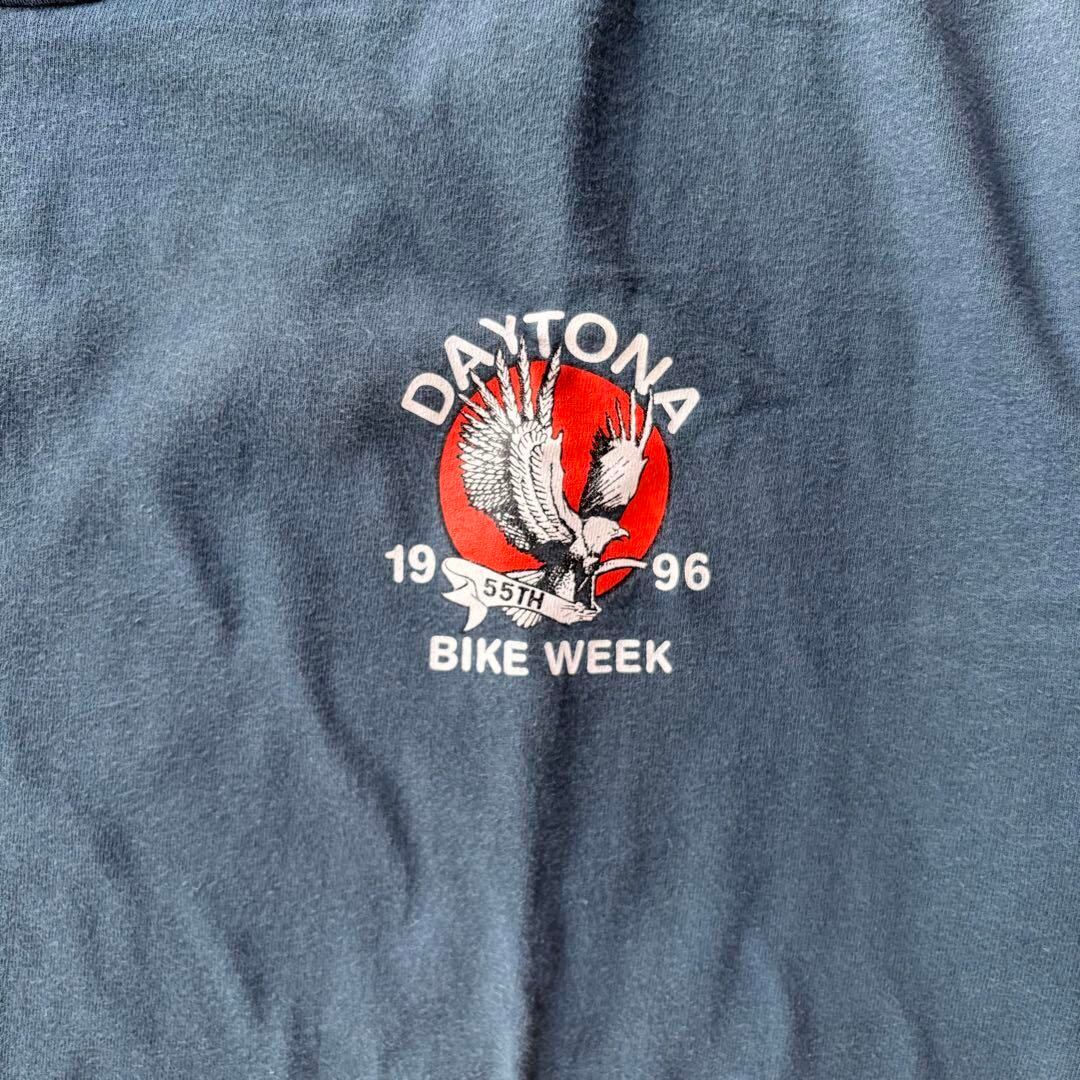 DAYTONA
19 96
55TH
BIKE WEEK